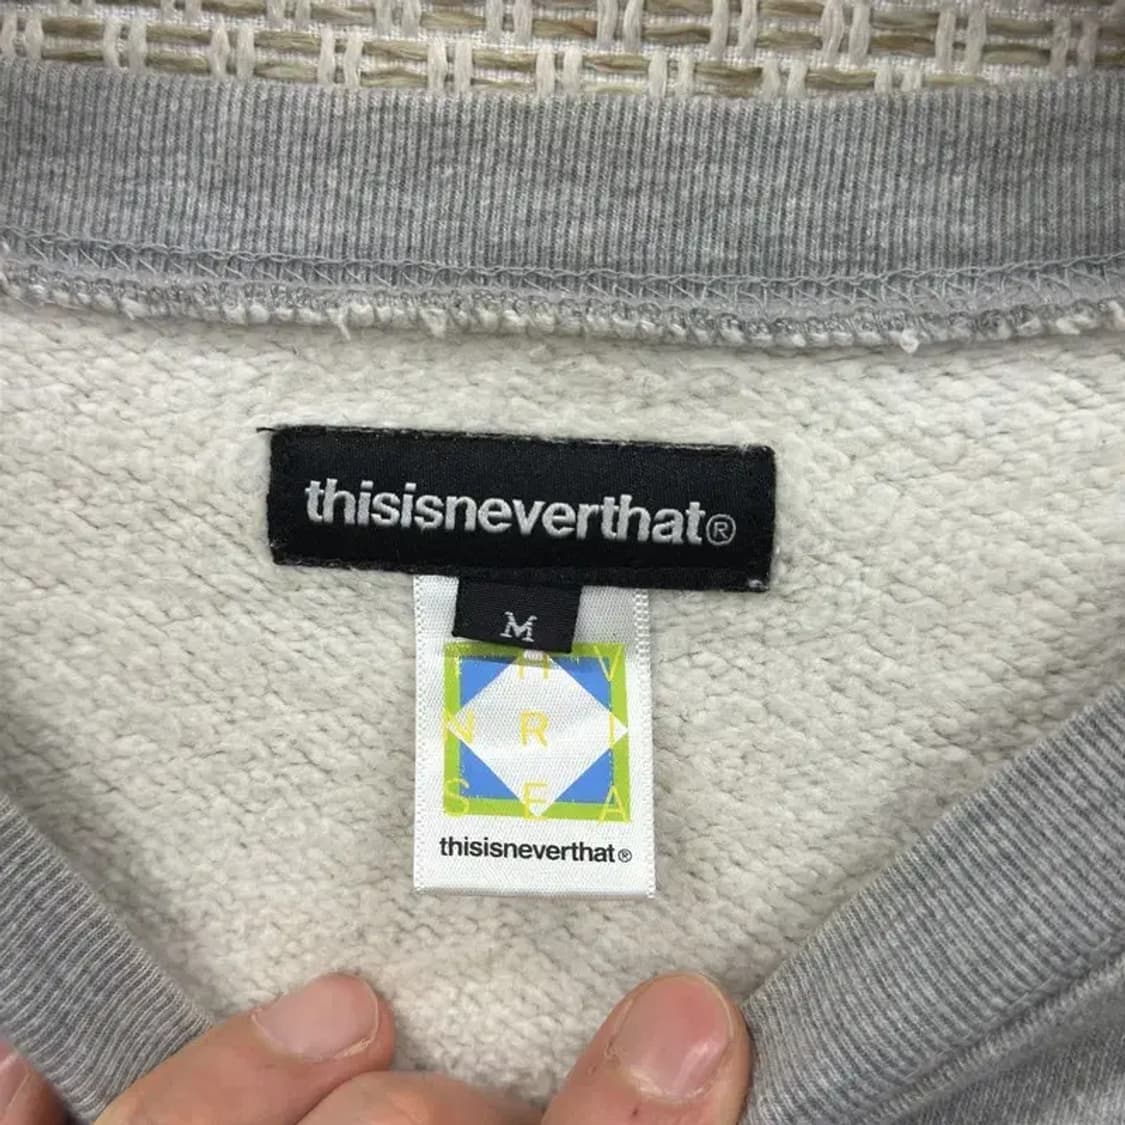 thisisneverthat®
M
T H V
N R I
S E A
thisisneverthat®